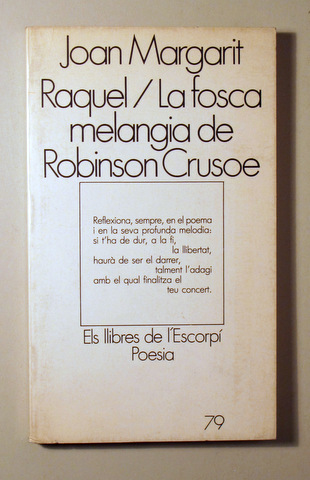 Joan Margarit
Raquel / La fosca
melangia de
Robinson Crusoe
Reflexiona, sempre, en el poema
i en la seva profunda melodia:
si t'ha de dur, a la fi,
la llibertat,
haurà de ser el darrer,
talment l'adagi
amb el qual finalitza el
teu concert.
Els llibres de l'Escorpí
Poesia
79